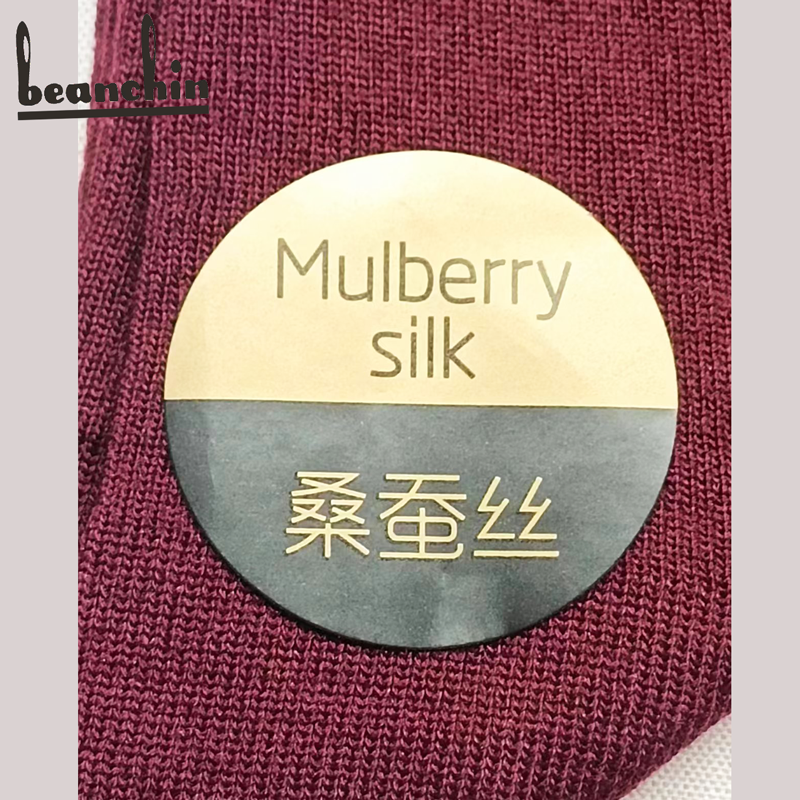 beanchin
Mulberry
silk
桑蚕丝